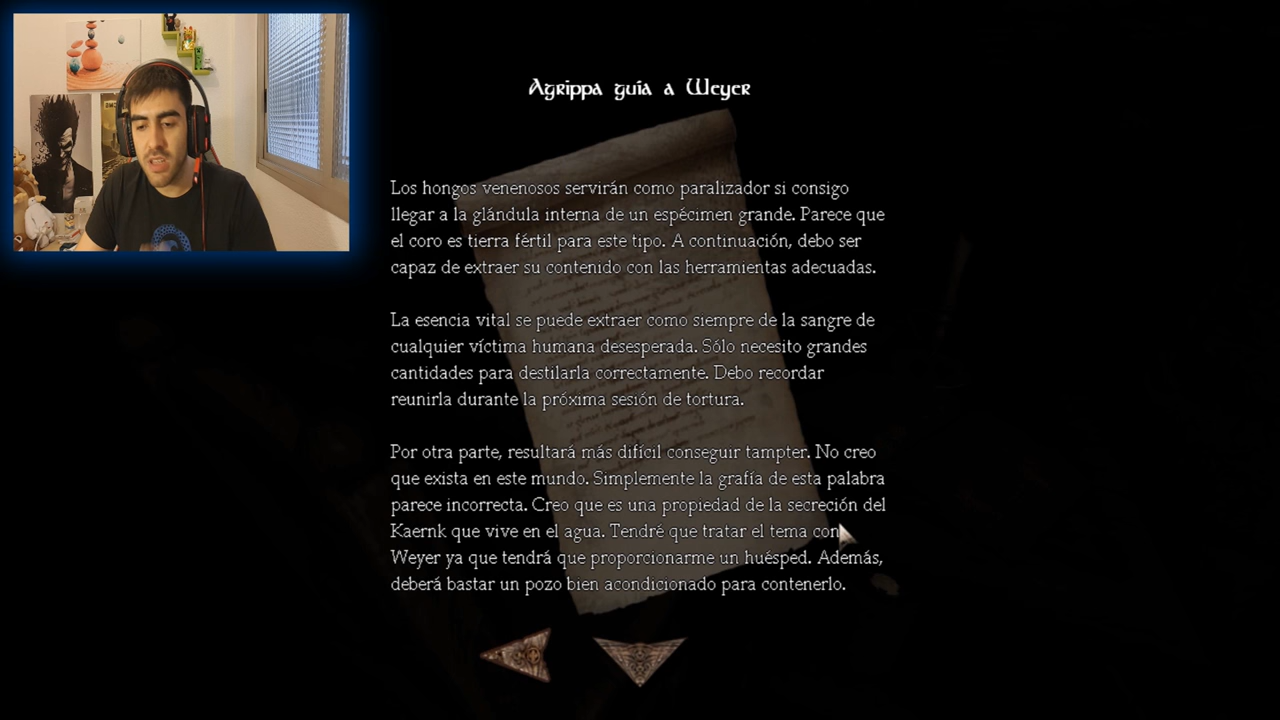 Agrippa guía a Weyer
Los hongos venenosos servirán como paralizador si consigo
llegar a la glándula interna de un espécimen grande. Parece que
el coro es tierra fértil para este tipo. A continuación, debo ser
capaz de extraer su contenido con las herramientas adecuadas.
La esencia vital se puede extraer como siempre de la sangre de
cualquier víctima humana desesperada. Sólo necesito grandes
cantidades para destilarla correctamente. Debo recordar
reunirla durante la próxima sesión de tortura.
Por otra parte, resultará más difícil conseguir tampter. No creo
que exista en este mundo. Simplemente la grafía de esta palabra
parece incorrecta. Creo que es una propiedad de la secreción del
Kaernk que vive en el agua. Tendré que tratar el tema con
Weyer ya que tendrá que proporcionarme un huésped. Además,
deberá bastar un pozo bien acondicionado para contenerlo.